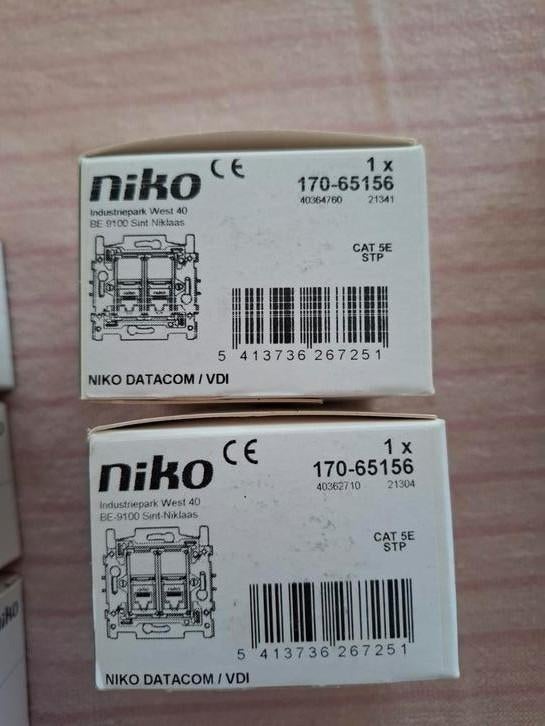 niko CE 1 x
170-65156
40364760 21341
Industriepark West 40
BE-9100 Sint-Niklaas
CAT 5E
STP
5 413736 267251
NIKO DATACOM / VDI
niko CE 1 x
170-65156
40362710 21304
Industriepark West 40
BE-9100 Sint-Niklaas
CAT 5E
STP
5 413736 267251
NIKO DATACOM / VDI